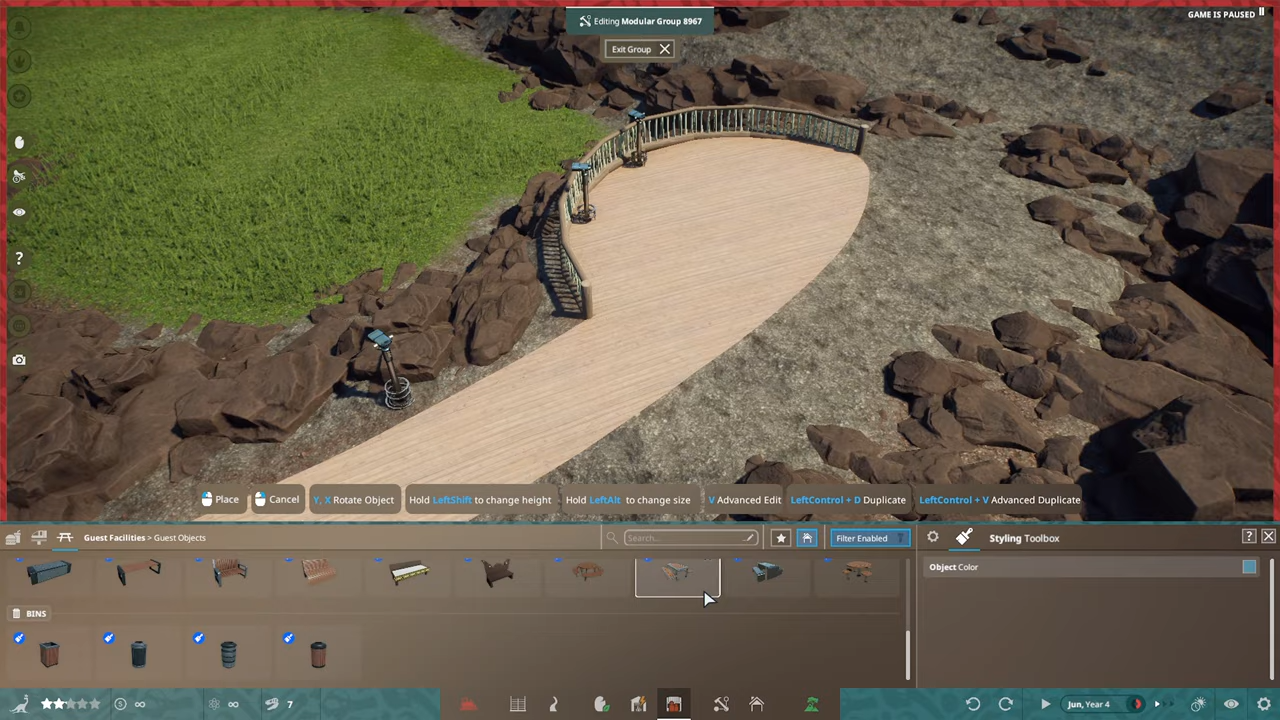 Editing Modular Group 8967
GAME IS PAUSED
Exit Group
?
Place
Cancel
Y, X Rotate Object
Hold LeftShift to change height
Hold LeftAlt to change size
V Advanced Edit
LeftControl + D Duplicate
LeftControl + V Advanced Duplicate
Guest Facilities > Guest Objects
Search...
Filter Enabled
Styling Toolbox
?
Object Color
BINS
∞
∞
7
Jun, Year 4